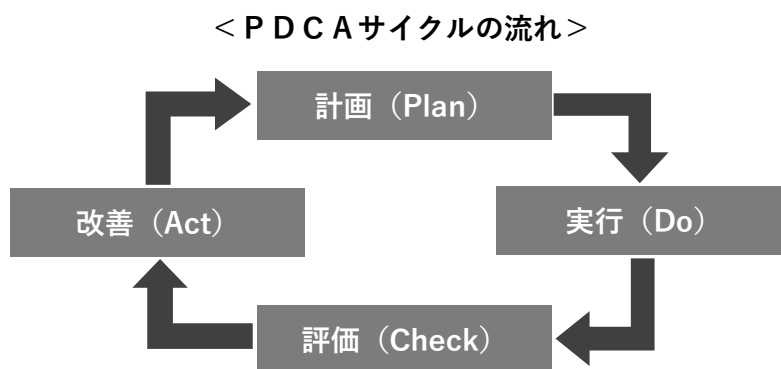 ＜ＰＤＣＡサイクルの流れ＞
計画（Plan）
実行（Do）
評価（Check）
改善（Act）